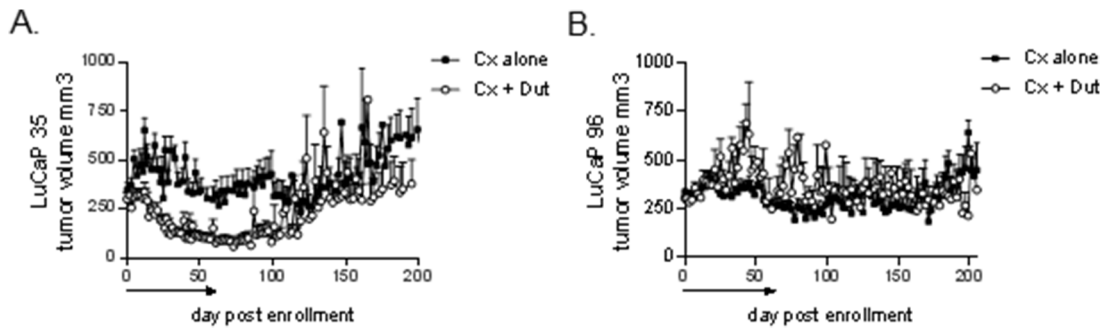 A.
LuCaP 35
tumor volume mm3
1000
750
500
250
0
0 50 100 150 200
day post enrollment
Cx alone
Cx + Dut
B.
LuCaP 96
tumor volume mm3
1000
750
500
250
0
0 50 100 150 200
day post enrollment
Cx alone
Cx + Dut